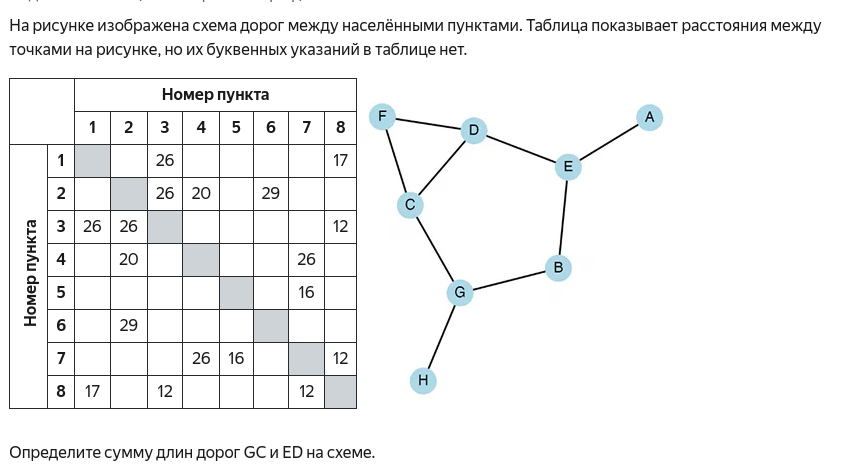 На рисунке изображена схема дорог между населёнными пунктами. Таблица показывает расстояния между
точками на рисунке, но их буквенных указаний в таблице нет.
Номер пункта
1 2 3 4 5 6 7 8
Номер пункта
1 26 17
2 26 20 29
3 26 26 12
4 20 26
5 16
6 29
7 26 16 12
8 17 12 12
F
D
A
E
C
B
G
H
Определите сумму длин дорог GC и ED на схеме.